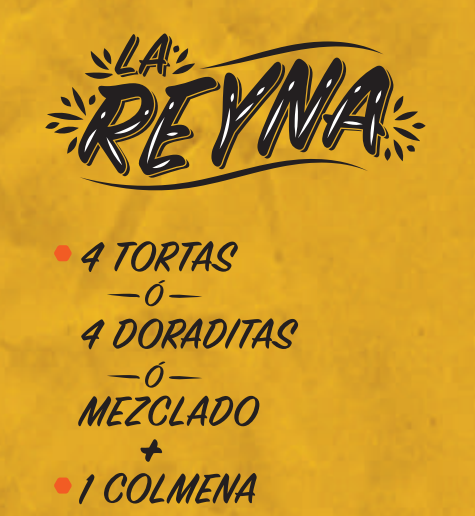 LA
REYNA
4 TORTAS
Ó
4 DORADITAS
Ó
MEZCLADO
+
1 COLMENA